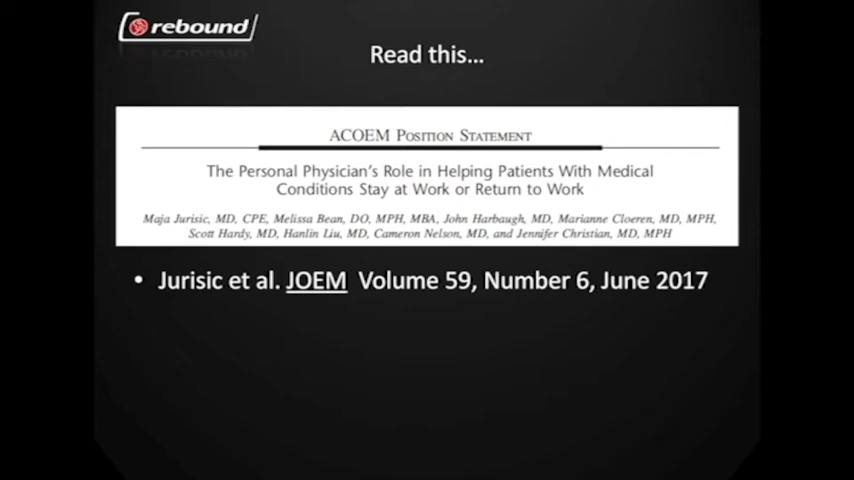 rebound
Read this...
ACOEM POSITION STATEMENT
The Personal Physician's Role in Helping Patients With Medical
Conditions Stay at Work or Return to Work
Maja Jurisic, MD, CPE, Melissa Bean, DO, MPH, MBA, John Harbaugh, MD, Marianne Cloeren, MD, MPH,
Scott Hardy, MD, Hanlin Liu, MD, Cameron Nelson, MD, and Jennifer Christian, MD, MPH
• Jurisic et al. JOEM Volume 59, Number 6, June 2017